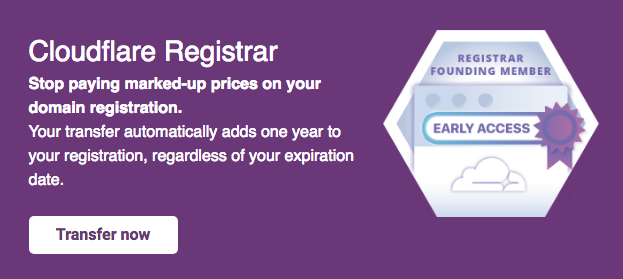 Cloudflare Registrar
Stop paying marked-up prices on your
domain registration.
Your transfer automatically adds one year to
your registration, regardless of your expiration
date.
Transfer now
REGISTRAR
FOUNDING MEMBER
EARLY ACCESS